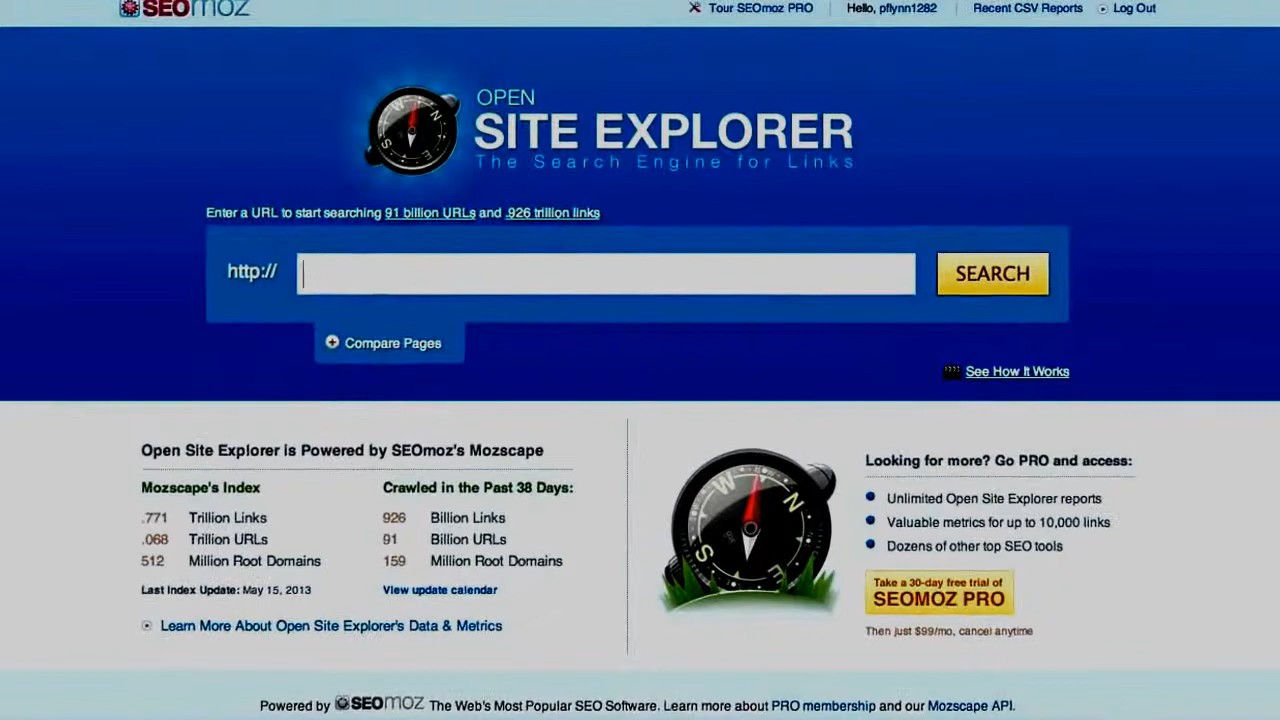 SEOmoz
Tour SEOmoz PRO
Hello, pflynn1282
Recent CSV Reports
Log Out
OPEN
SITE EXPLORER
The Search Engine for Links
Enter a URL to start searching 91 billion URLs and .926 trillion links
http://
SEARCH
Compare Pages
See How It Works
Open Site Explorer is Powered by SEOmoz's Mozscape
Mozscape's Index
.771 Trillion Links
.068 Trillion URLs
512 Million Root Domains
Last Index Update: May 15, 2013
Crawled in the Past 38 Days:
926 Billion Links
91 Billion URLs
159 Million Root Domains
View update calendar
Learn More About Open Site Explorer's Data & Metrics
W N S E
Looking for more? Go PRO and access:
Unlimited Open Site Explorer reports
Valuable metrics for up to 10,000 links
Dozens of other top SEO tools
Take a 30-day free trial of
SEOMOZ PRO
Then just $99/mo, cancel anytime
Powered by SEOmoz The Web's Most Popular SEO Software. Learn more about PRO membership and our Mozscape API.